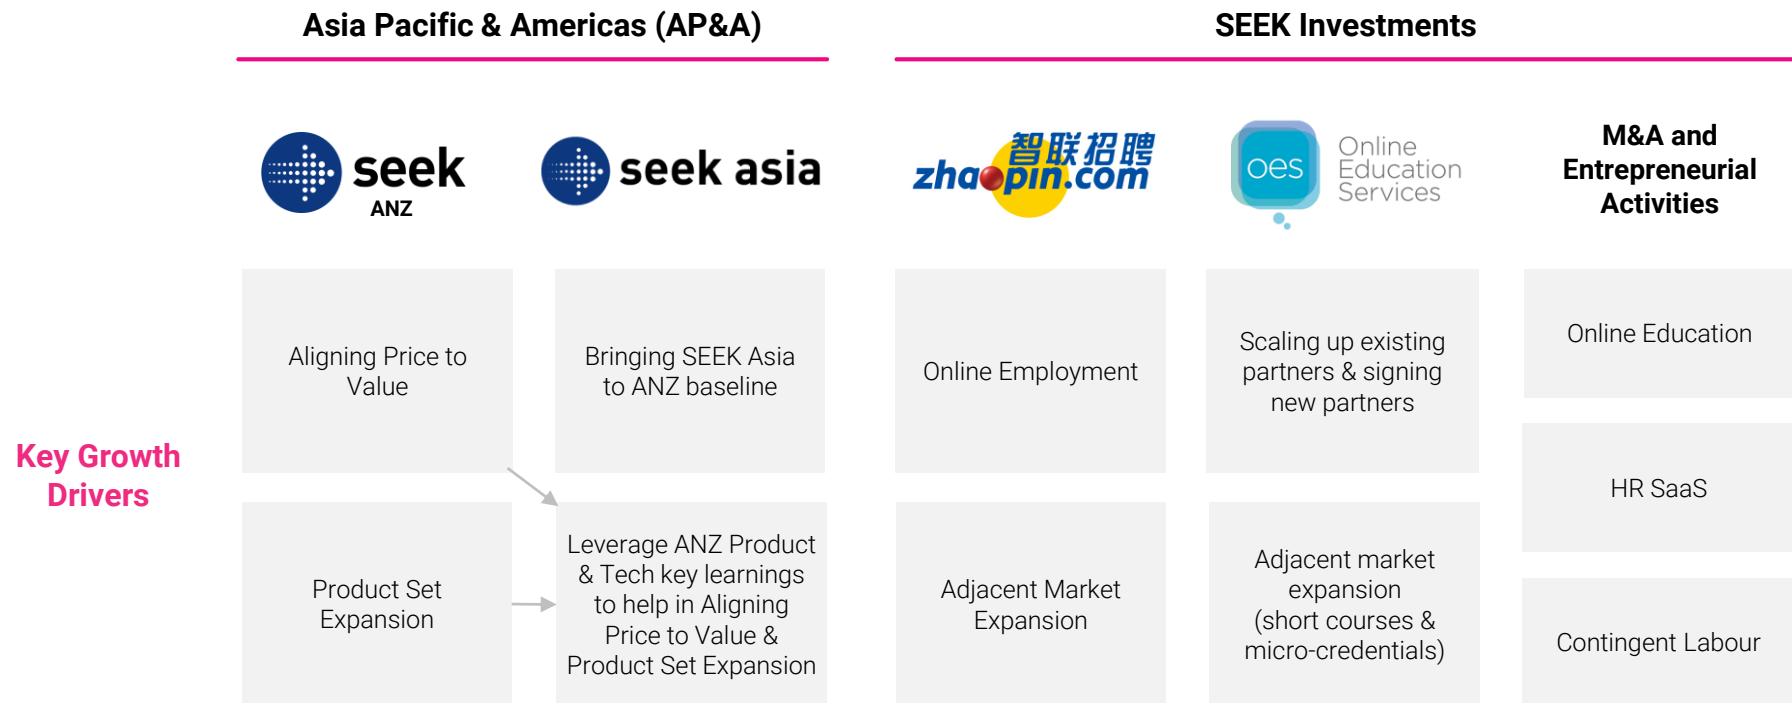 Asia Pacific & Americas (AP&A)
SEEK Investments
seek
ANZ
seek asia
智联招聘
zhaopin.com
oes
Online
Education
Services
M&A and
Entrepreneurial
Activities
Key Growth
Drivers
Aligning Price to
Value
Bringing SEEK Asia
to ANZ baseline
Online Employment
Scaling up existing
partners & signing
new partners
Online Education
HR SaaS
Product Set
Expansion
Leverage ANZ Product
& Tech key learnings
to help in Aligning
Price to Value &
Product Set Expansion
Adjacent Market
Expansion
Adjacent market
expansion
(short courses &
micro-credentials)
Contingent Labour